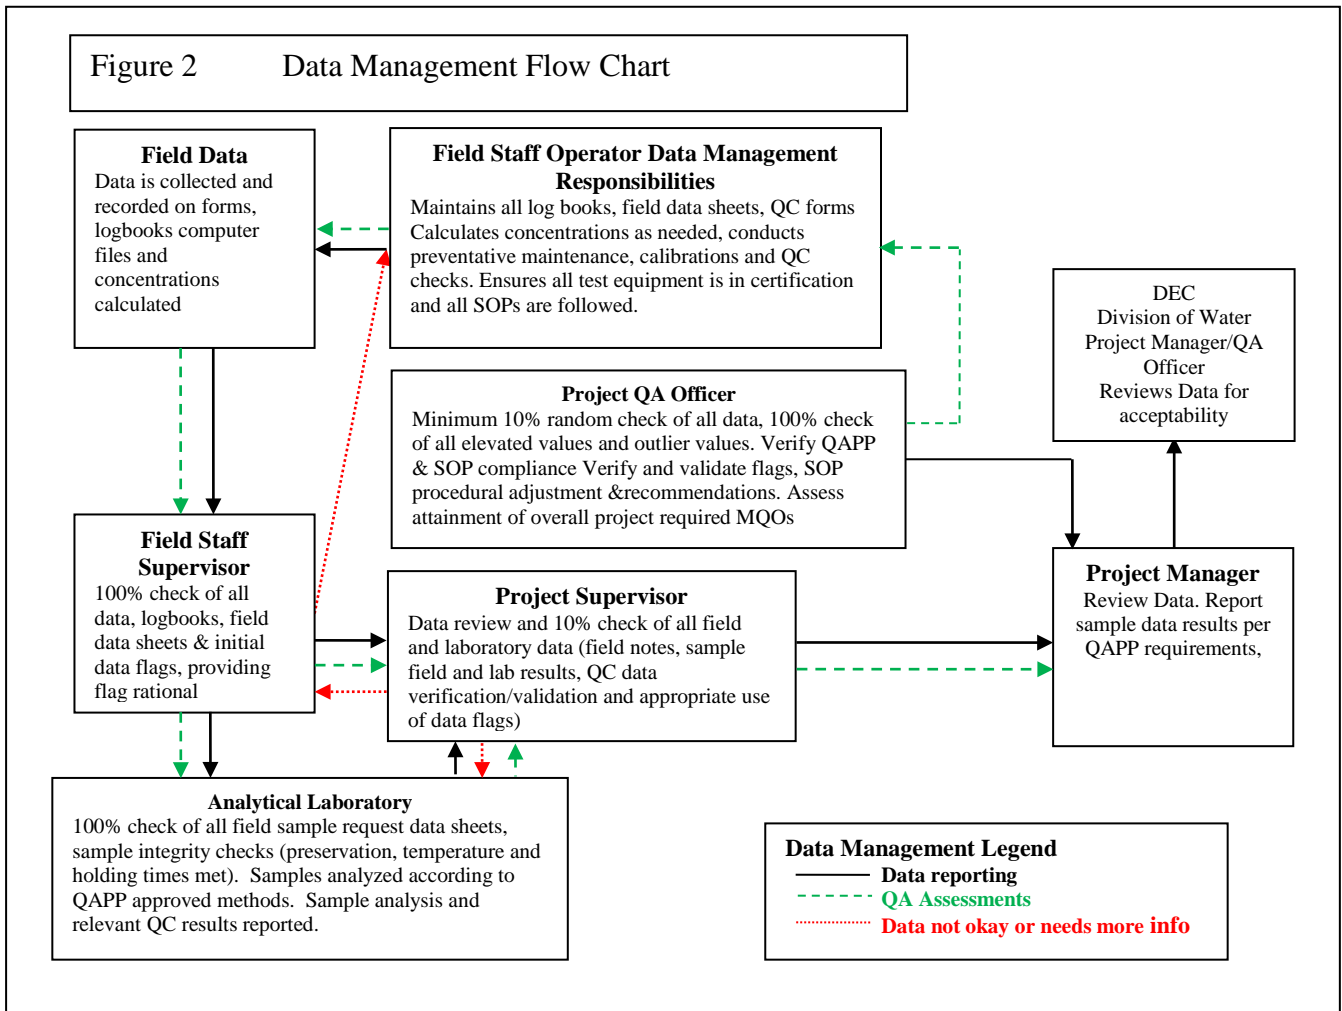 Figure 2 Data Management Flow Chart
Field Data
Data is collected and
recorded on forms,
logbooks computer
files and
concentrations
calculated
Field Staff Operator Data Management
Responsibilities
Maintains all log books, field data sheets, QC forms
Calculates concentrations as needed, conducts
preventative maintenance, calibrations and QC
checks. Ensures all test equipment is in certification
and all SOPs are followed.
DEC
Division of Water
Project Manager/QA
Officer
Reviews Data for
acceptability
Project QA Officer
Minimum 10% random check of all data, 100% check
of all elevated values and outlier values. Verify QAPP
& SOP compliance Verify and validate flags, SOP
procedural adjustment &recommendations. Assess
attainment of overall project required MQOs
Field Staff
Supervisor
100% check of all
data, logbooks, field
data sheets & initial
data flags, providing
flag rational
Project Supervisor
Data review and 10% check of all field
and laboratory data (field notes, sample
field and lab results, QC data
verification/validation and appropriate use
of data flags)
Project Manager
Review Data. Report
sample data results per
QAPP requirements,
Analytical Laboratory
100% check of all field sample request data sheets,
sample integrity checks (preservation, temperature and
holding times met). Samples analyzed according to
QAPP approved methods. Sample analysis and
relevant QC results reported.
Data Management Legend
Data reporting
QA Assessments
Data not okay or needs more info